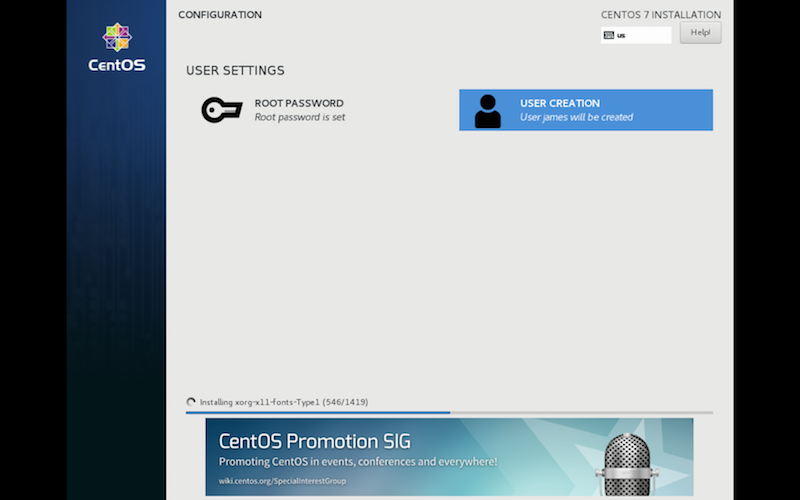 CONFIGURATION
CENTOS 7 INSTALLATION
us
Help!
CentOS
USER SETTINGS
ROOT PASSWORD
Root password is set
USER CREATION
User james will be created
Installing xorg-x11-fonts-Type1 (546/1419)
CentOS Promotion SIG
Promoting CentOS in events, conferences and everywhere!
wiki.centos.org/SpecialInterestGroup